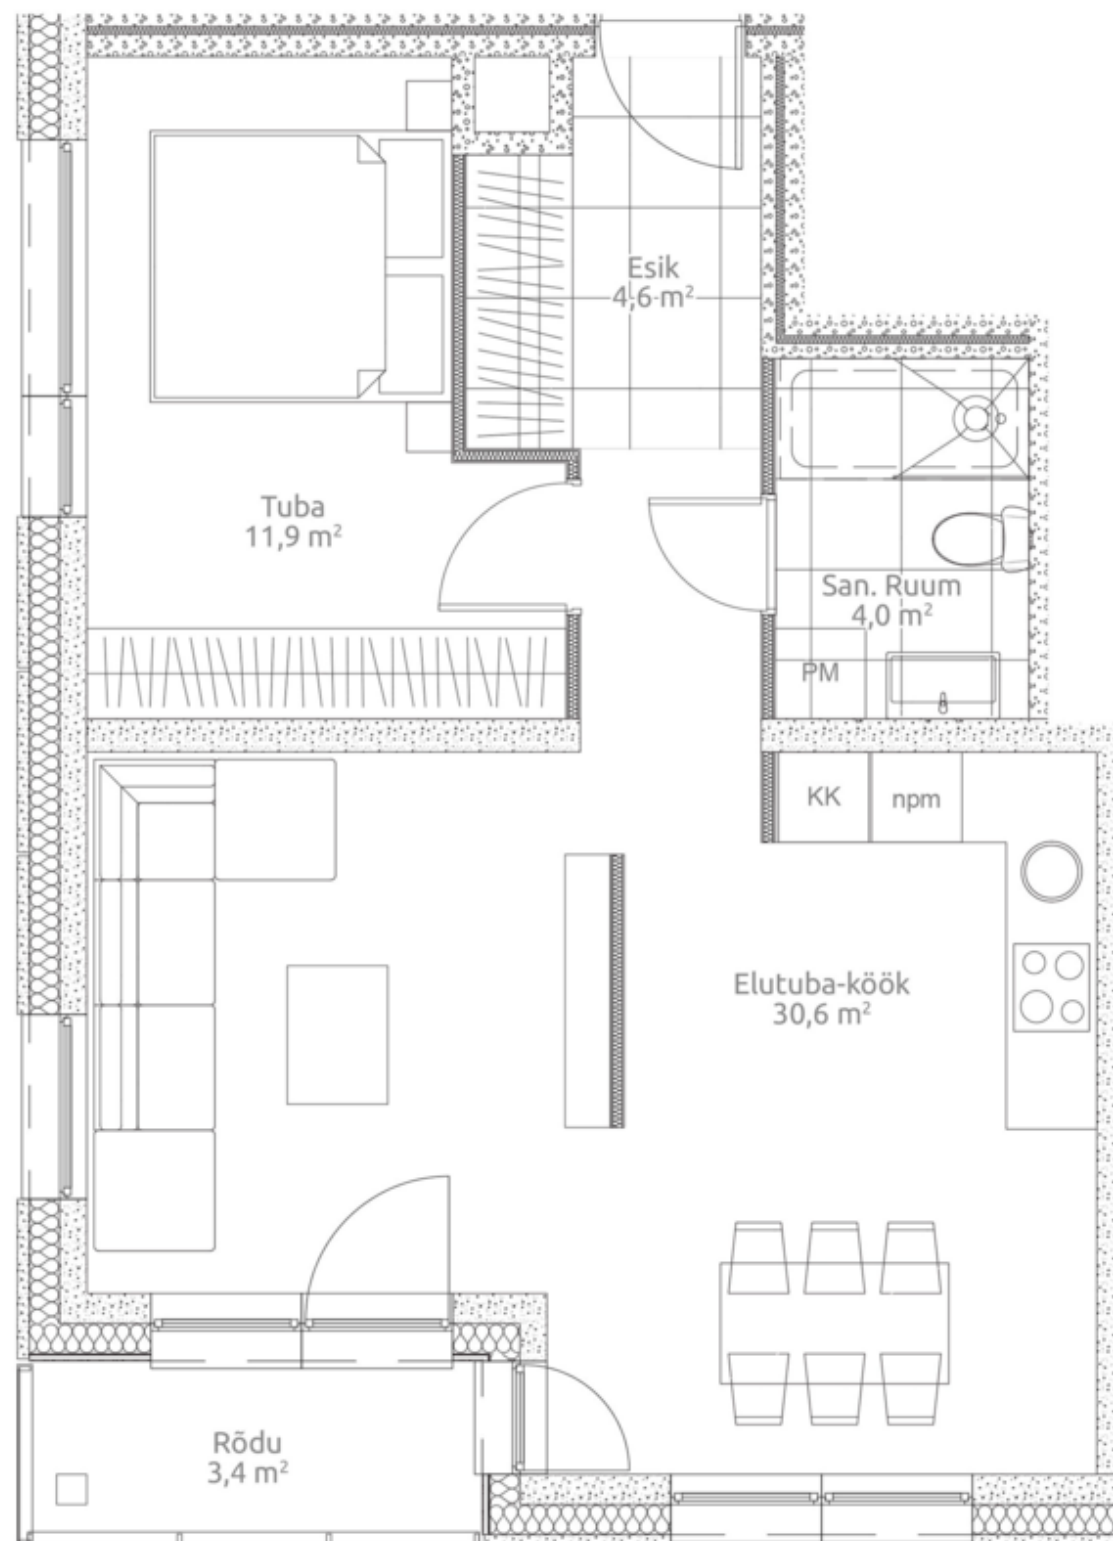 Esik
4,6 m²
Tuba
11,9 m²
San. Ruum
4,0 m²
PM
KK
npm
Elutuba-köök
30,6 m²
Rõdu
3,4 m²